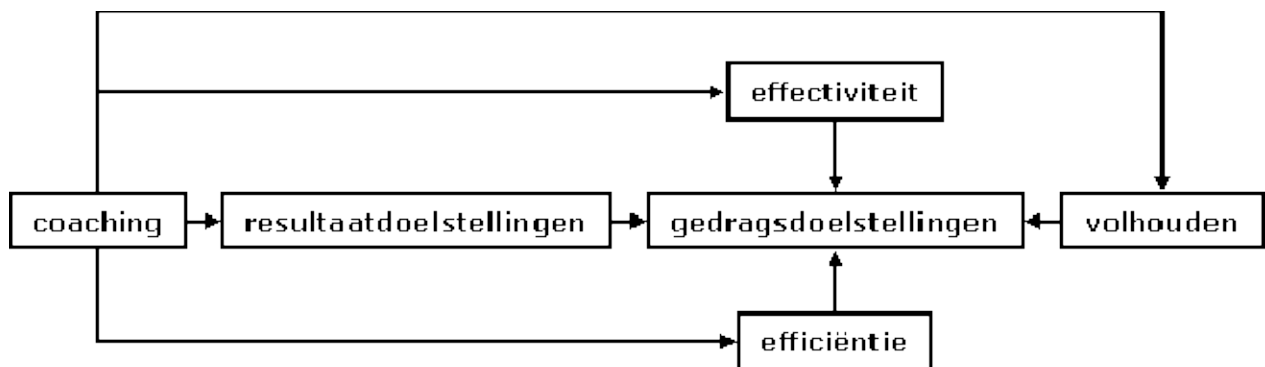 effectiviteit
coaching
resultaatdoelstellingen
gedragsdoelstellingen
volhouden
efficiëntie